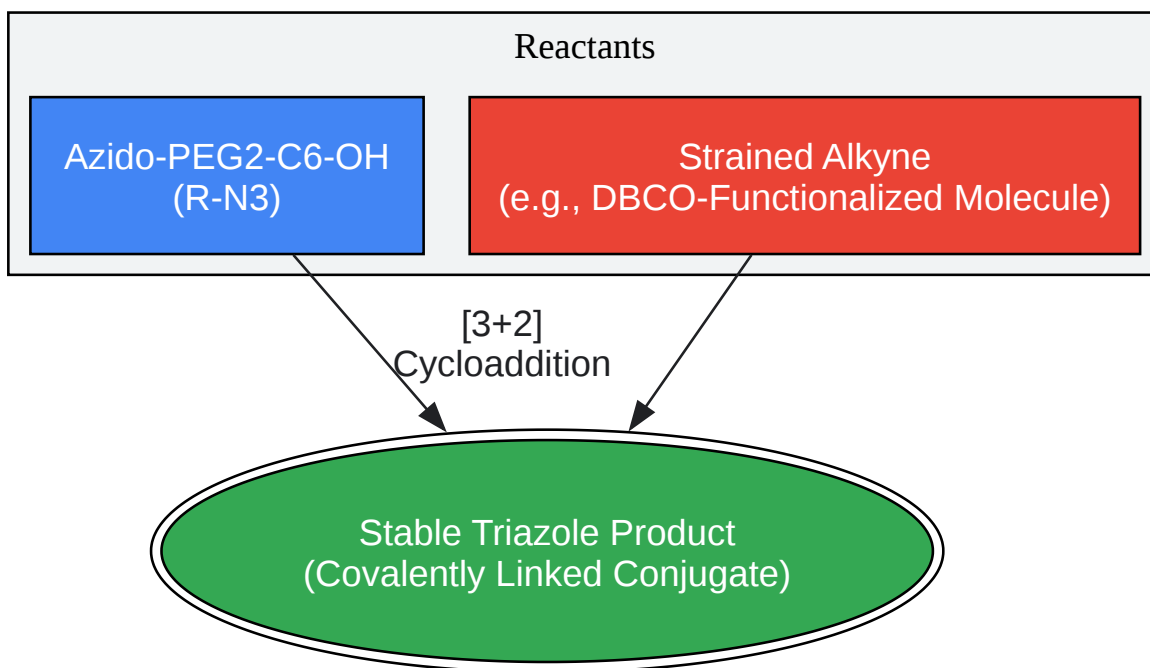 Reactants
Azido-PEG2-C6-OH
(R-N3)
Strained Alkyne
(e.g., DBCO-Functionalized Molecule)
[3+2]
Cycloaddition
Stable Triazole Product
(Covalently Linked Conjugate)